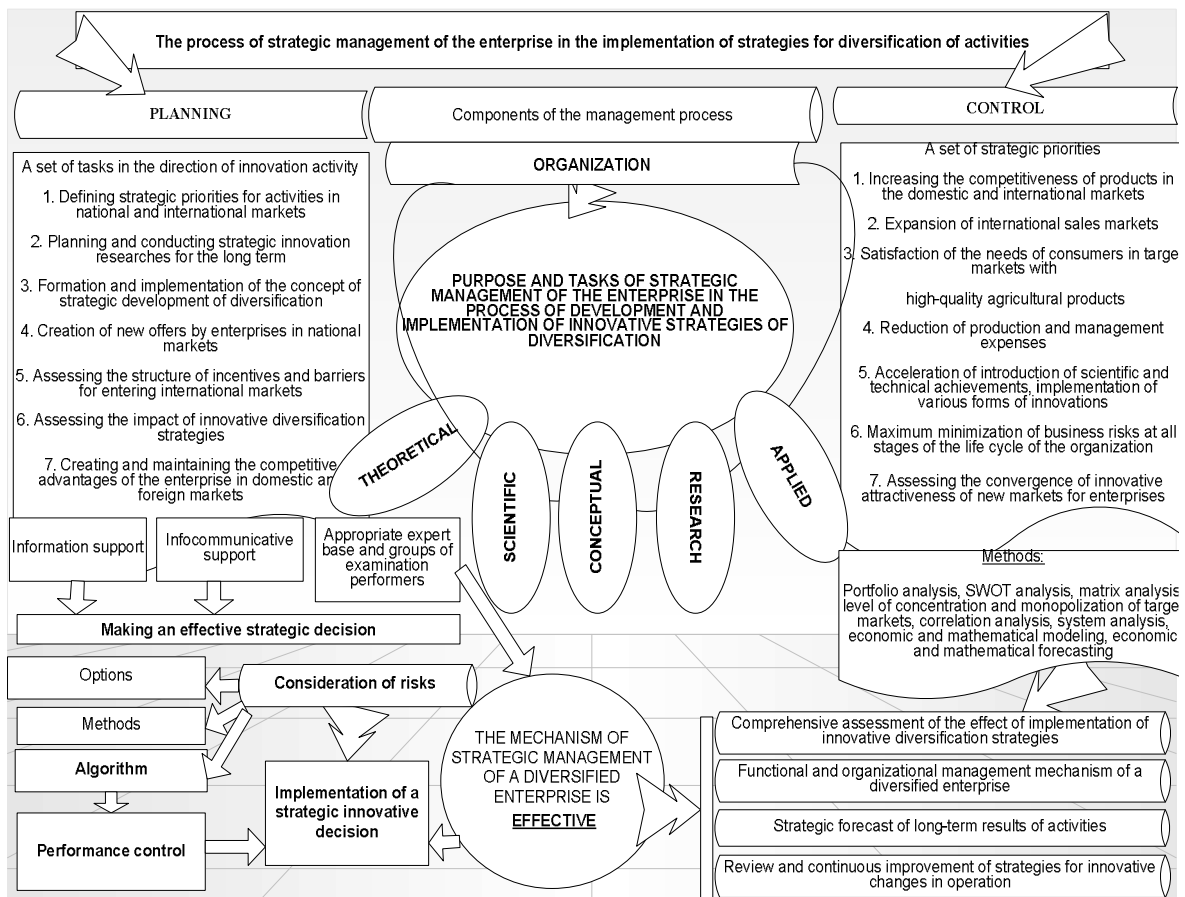 The process of strategic management of the enterprise in the implementation of strategies for diversification of activities
PLANNING
Components of the management process
CONTROL
ORGANIZATION
A set of tasks in the direction of innovation activity
1. Defining strategic priorities for activities in
national and international markets
2. Planning and conducting strategic innovation
researches for the long term
3. Formation and implementation of the concept of
strategic development of diversification
4. Creation of new offers by enterprises in national
markets
5. Assessing the structure of incentives and barriers
for entering international markets
6. Assessing the impact of innovative diversification
strategies
7. Creating and maintaining the competitive
advantages of the enterprise in domestic an
foreign markets
PURPOSE AND TASKS OF STRATEGIC
MANAGEMENT OF THE ENTERPRISE IN THE
PROCESS OF DEVELOPMENT AND
IMPLEMENTATION OF INNOVATIVE STRATEGIES OF
DIVERSIFICATION
THEORETICAL
SCIENTIFIC
CONCEPTUAL
RESEARCH
APPLIED
A set of strategic priorities
1. Increasing the competitiveness of products in
the domestic and international markets
2. Expansion of international sales markets
3. Satisfaction of the needs of consumers in targe
markets with
high-quality agricultural products
4. Reduction of production and management
expenses
5. Acceleration of introduction of scientific and
technical achievements, implementation of
various forms of innovations
6. Maximum minimization of business risks at all
stages of the life cycle of the organization
7. Assessing the convergence of innovative
attractiveness of new markets for enterprises
Information support
Infocommunicative
support
Appropriate expert
base and groups of
examination
performers
Making an effective strategic decision
Methods:
Portfolio analysis, SWOT analysis, matrix analysis
level of concentration and monopolization of targe
markets, correlation analysis, system analysis,
economic and mathematical modeling, economic
and mathematical forecasting
Options
Consideration of risks
Methods
Algorithm
Performance control
Implementation of a
strategic innovative
decision
THE MECHANISM OF
STRATEGIC MANAGEMENT
OF A DIVERSIFIED
ENTERPRISE IS
EFFECTIVE
Comprehensive assessment of the effect of implementation of
innovative diversification strategies
Functional and organizational management mechanism of a
diversified enterprise
Strategic forecast of long-term results of activities
Review and continuous improvement of strategies for innovative
changes in operation